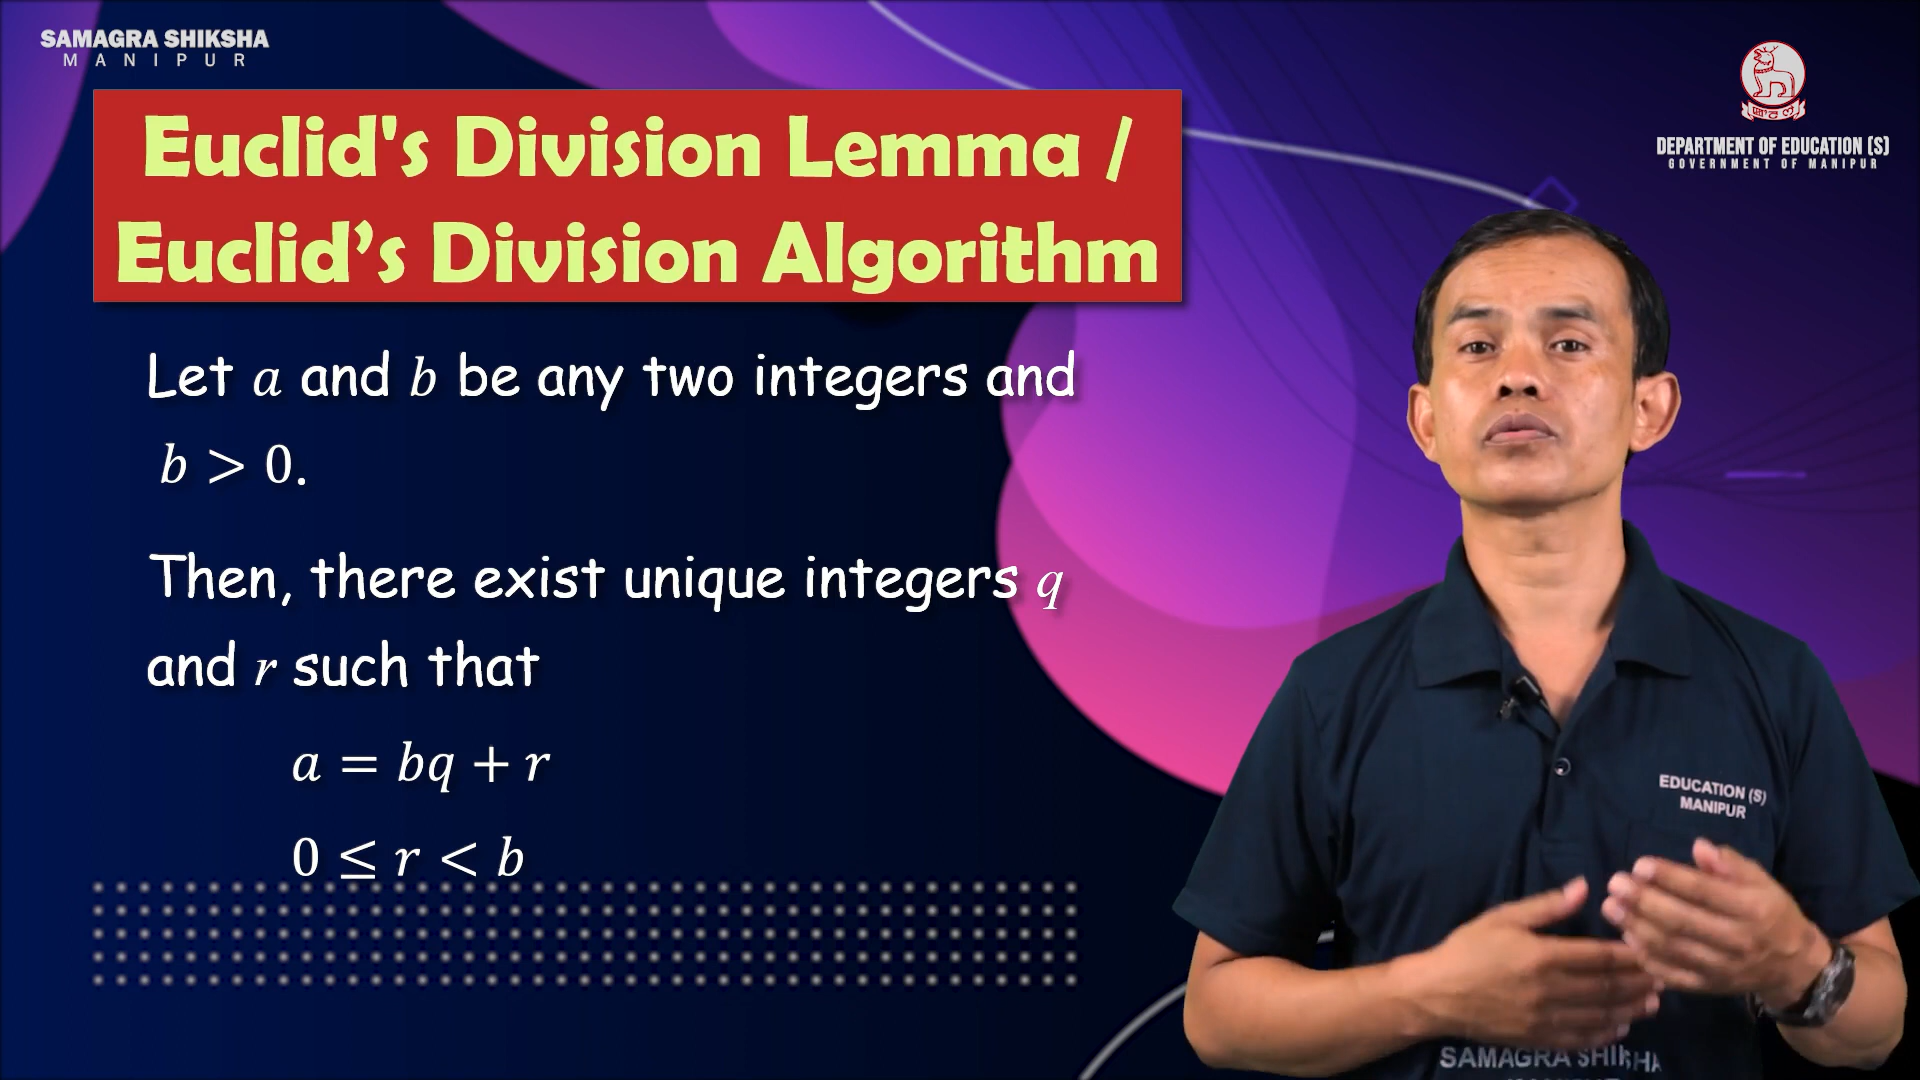 SAMAGRA SHIKSHA
MANIPUR
DEPARTMENT OF EDUCATION (S)
GOVERNMENT OF MANIPUR
Euclid's Division Lemma /
Euclid’s Division Algorithm
Let a and b be any two integers and
b > 0.
Then, there exist unique integers q
and r such that
a = bq + r
0 ≤ r < b
EDUCATION (S)
MANIPUR
SAMAGRA SHIKSHA